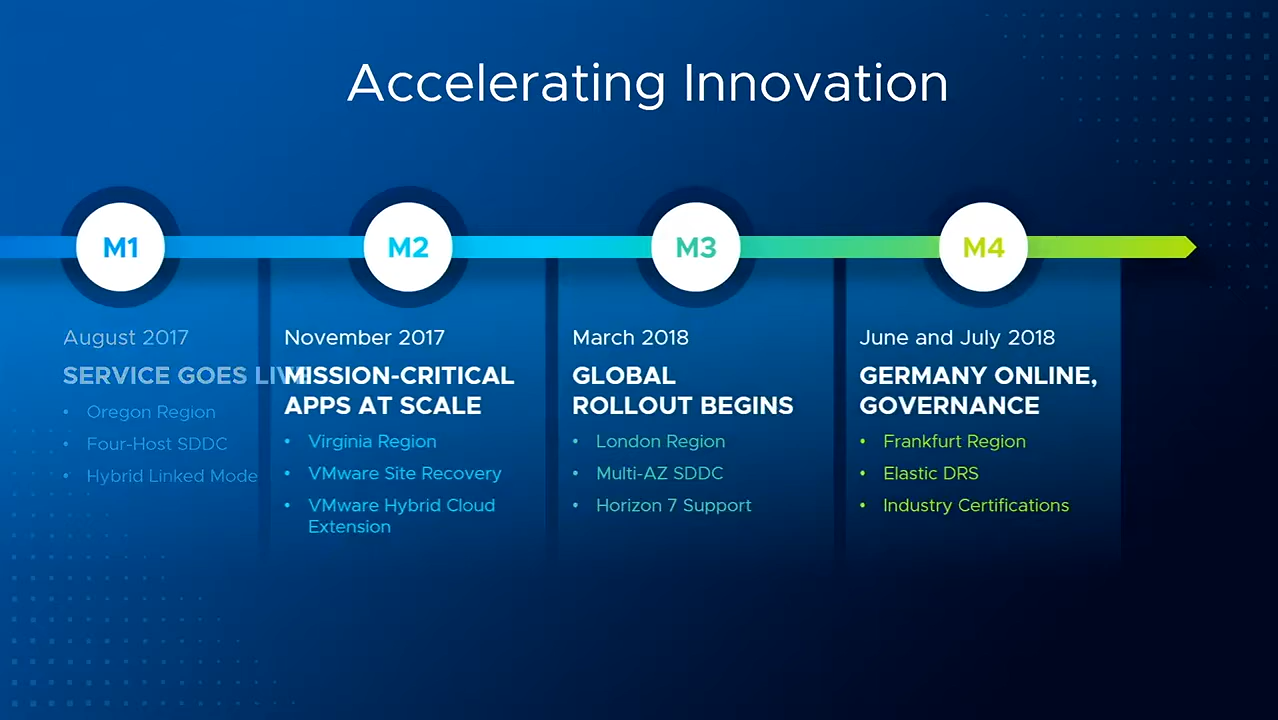 Accelerating Innovation
M1
M2
M3
M4
August 2017
SERVICE GOES LIVE
• Oregon Region
• Four-Host SDDC
• Hybrid Linked Mode
November 2017
MISSION-CRITICAL
APPS AT SCALE
• Virginia Region
• VMware Site Recovery
• VMware Hybrid Cloud
Extension
March 2018
GLOBAL
ROLLOUT BEGINS
• London Region
• Multi-AZ SDDC
• Horizon 7 Support
June and July 2018
GERMANY ONLINE,
GOVERNANCE
• Frankfurt Region
• Elastic DRS
• Industry Certifications